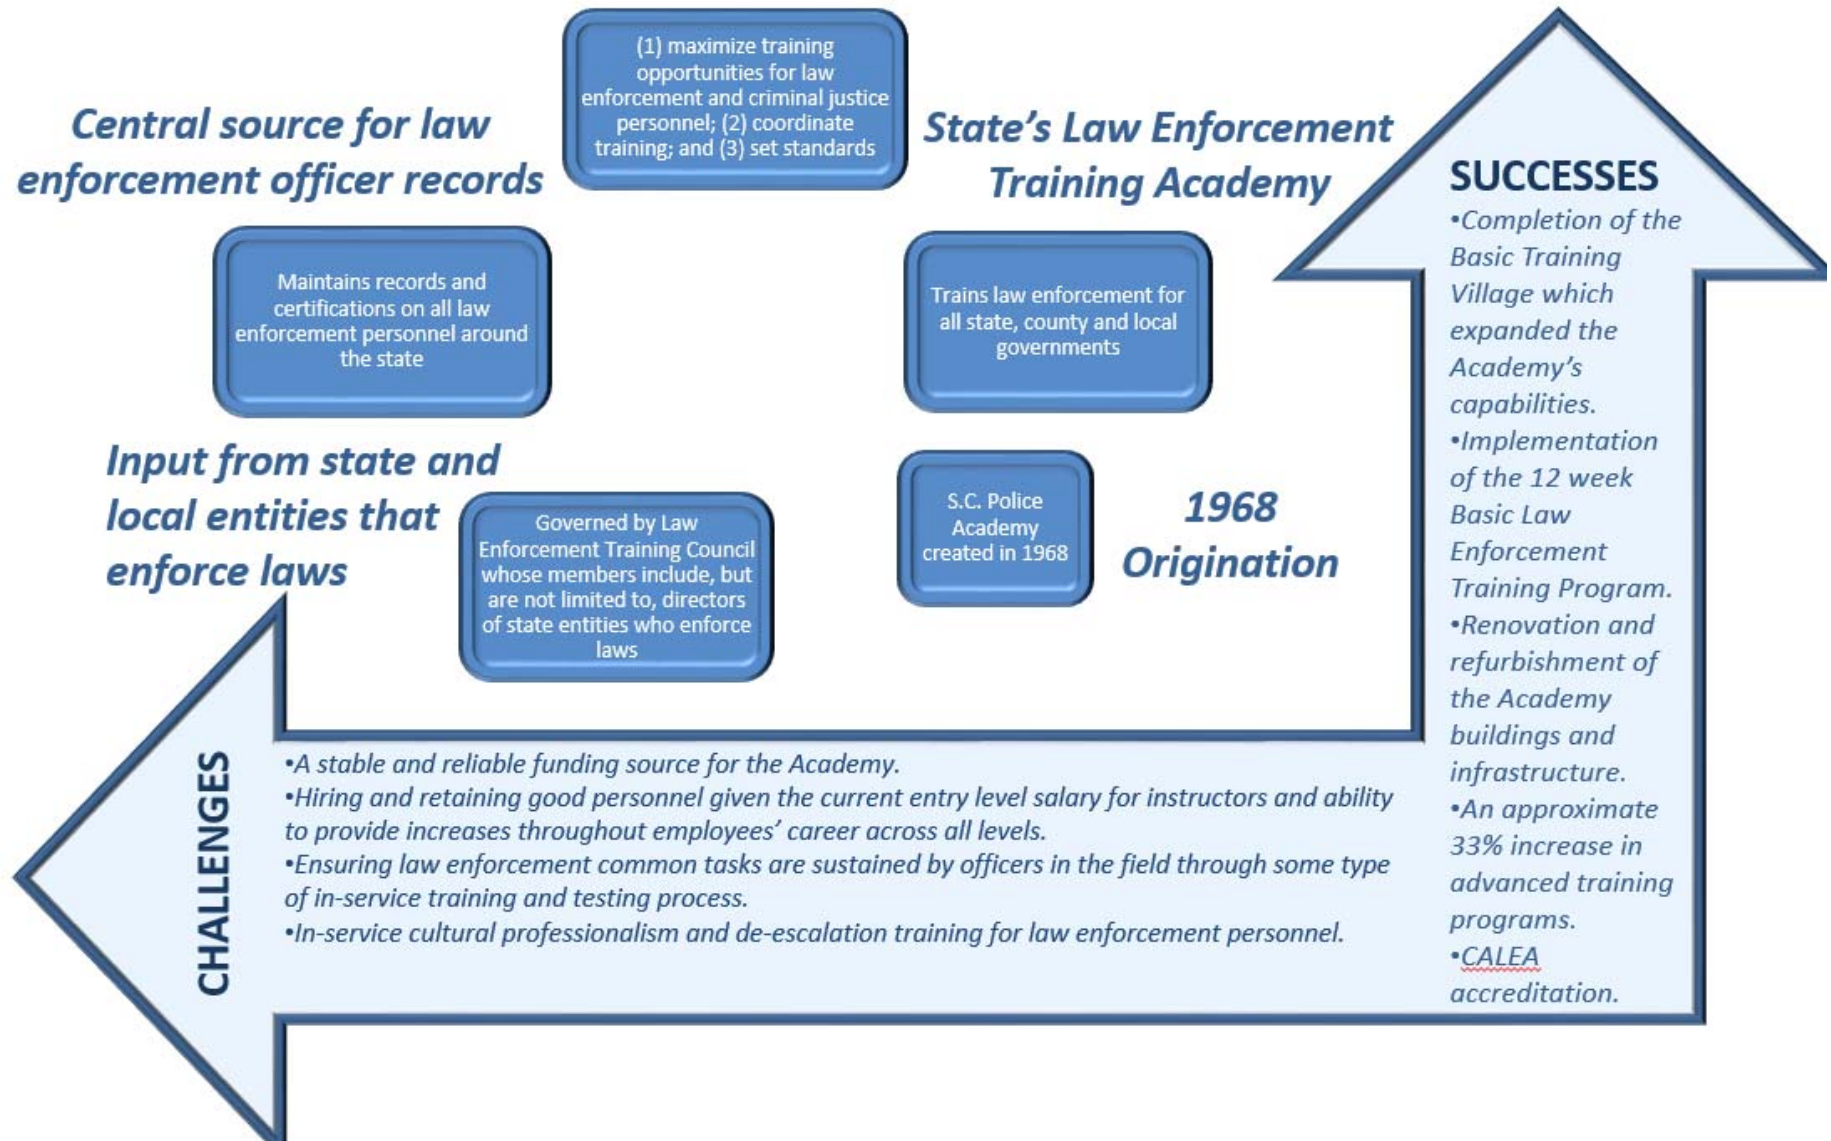 (1) maximize training
opportunities for law
enforcement and criminal justice
personnel; (2) coordinate
training; and (3) set standards
Central source for law
enforcement officer records
State’s Law Enforcement
Training Academy
Maintains records and
certifications on all law
enforcement personnel around
the state
Trains law enforcement for
all state, county and local
governments
Input from state and
local entities that
enforce laws
Governed by Law
Enforcement Training Council
whose members include, but
are not limited to, directors
of state entities who enforce
laws
S.C. Police
Academy
created in 1968
1968
Origination
SUCCESSES
•Completion of the
Basic Training
Village which
expanded the
Academy’s
capabilities.
•Implementation
of the 12 week
Basic Law
Enforcement
Training Program.
•Renovation and
refurbishment of
the Academy
buildings and
infrastructure.
•An approximate
33% increase in
advanced training
programs.
•CALEA
accreditation.
CHALLENGES
•A stable and reliable funding source for the Academy.
•Hiring and retaining good personnel given the current entry level salary for instructors and ability
to provide increases throughout employees’ career across all levels.
•Ensuring law enforcement common tasks are sustained by officers in the field through some type
of in-service training and testing process.
•In-service cultural professionalism and de-escalation training for law enforcement personnel.